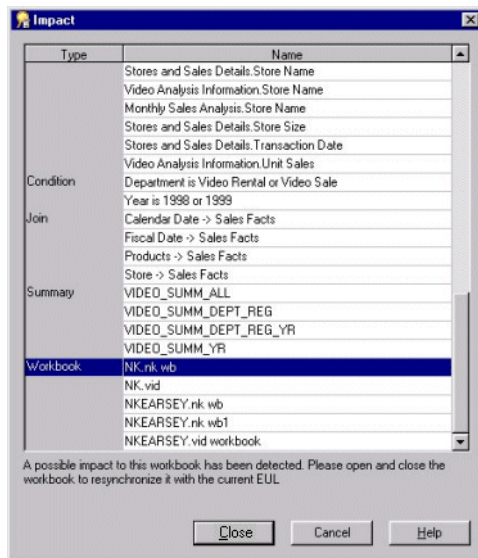 Impact
Type Name
Stores and Sales Details.Store Name
Video Analysis Information.Store Name
Monthly Sales Analysis.Store Name
Stores and Sales Details.Store Size
Stores and Sales Details.Transaction Date
Video Analysis Information.Unit Sales
Condition Department is Video Rental or Video Sale
Year is 1998 or 1999
Join Calendar Date -> Sales Facts
Fiscal Date -> Sales Facts
Products -> Sales Facts
Store -> Sales Facts
Summary VIDEO_SUMM_ALL
VIDEO_SUMM_DEPT_REG
VIDEO_SUMM_DEPT_REG_YR
VIDEO_SUMM_YR
Workbook NK.nk wb
NK.vid
NKEARSEY.nk wb
NKEARSEY.nk wb1
NKEARSEY.vid workbook
A possible impact to this workbook has been detected. Please open and close the
workbook to resynchronize it with the current EUL
Close Cancel Help